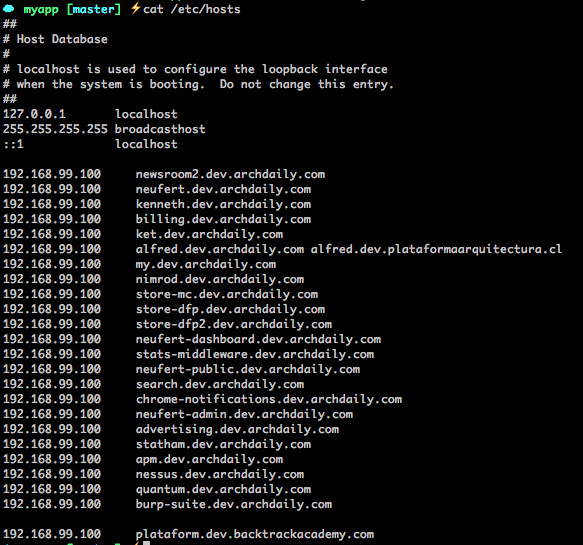 myapp [master] ⚡cat /etc/hosts
##
# Host Database
#
# localhost is used to configure the loopback interface
# when the system is booting.  Do not change this entry.
##
127.0.0.1       localhost
255.255.255.255 broadcasthost
::1             localhost

192.168.99.100     newsroom2.dev.archdaily.com
192.168.99.100     neufert.dev.archdaily.com
192.168.99.100     kenneth.dev.archdaily.com
192.168.99.100     billing.dev.archdaily.com
192.168.99.100     ket.dev.archdaily.com
192.168.99.100     alfred.dev.archdaily.com alfred.dev.plataformaarquitectura.cl
192.168.99.100     my.dev.archdaily.com
192.168.99.100     nimrod.dev.archdaily.com
192.168.99.100     store-mc.dev.archdaily.com
192.168.99.100     store-dfp.dev.archdaily.com
192.168.99.100     store-dfp2.dev.archdaily.com
192.168.99.100     neufert-dashboard.dev.archdaily.com
192.168.99.100     stats-middleware.dev.archdaily.com
192.168.99.100     neufert-public.dev.archdaily.com
192.168.99.100     search.dev.archdaily.com
192.168.99.100     chrome-notifications.dev.archdaily.com
192.168.99.100     neufert-admin.dev.archdaily.com
192.168.99.100     advertising.dev.archdaily.com
192.168.99.100     statham.dev.archdaily.com
192.168.99.100     apm.dev.archdaily.com
192.168.99.100     nessus.dev.archdaily.com
192.168.99.100     quantum.dev.archdaily.com
192.168.99.100     burp-suite.dev.archdaily.com

192.168.99.100     plataform.dev.backtrackacademy.com